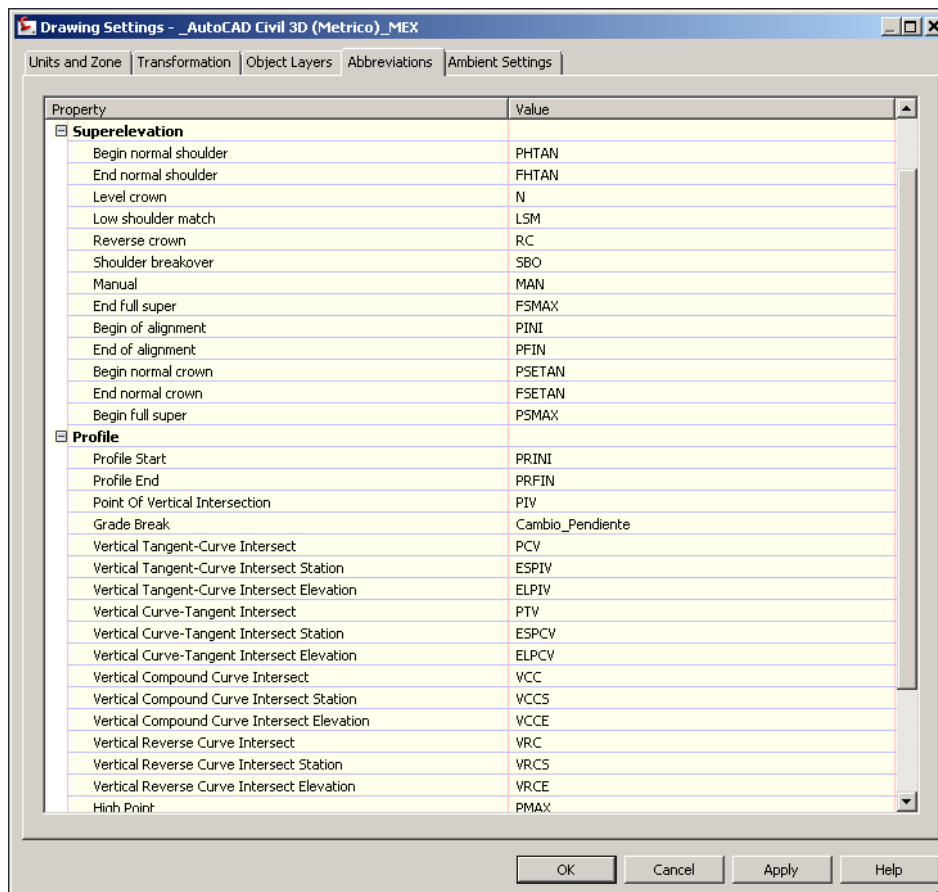 Drawing Settings - _AutoCAD Civil 3D (Metrico)_MEX
Units and Zone Transformation Object Layers Abbreviations Ambient Settings
Property Value
Superelevation
Begin normal shoulder PHTAN
End normal shoulder FHTAN
Level crown N
Low shoulder match LSM
Reverse crown RC
Shoulder breakover SBO
Manual MAN
End full super FSMAX
Begin of alignment PINI
End of alignment PFIN
Begin normal crown PSETAN
End normal crown FSETAN
Begin full super PSMAX
Profile
Profile Start PRINI
Profile End PRFIN
Point Of Vertical Intersection PIV
Grade Break Cambio_Pendiente
Vertical Tangent-Curve Intersect PCV
Vertical Tangent-Curve Intersect Station ESPIV
Vertical Tangent-Curve Intersect Elevation ELPIV
Vertical Curve-Tangent Intersect PTV
Vertical Curve-Tangent Intersect Station ESPCV
Vertical Curve-Tangent Intersect Elevation ELPCV
Vertical Compound Curve Intersect VCC
Vertical Compound Curve Intersect Station VCCS
Vertical Compound Curve Intersect Elevation VCCE
Vertical Reverse Curve Intersect VRC
Vertical Reverse Curve Intersect Station VRCS
Vertical Reverse Curve Intersect Elevation VRCE
High Point PMAX
OK Cancel Apply Help